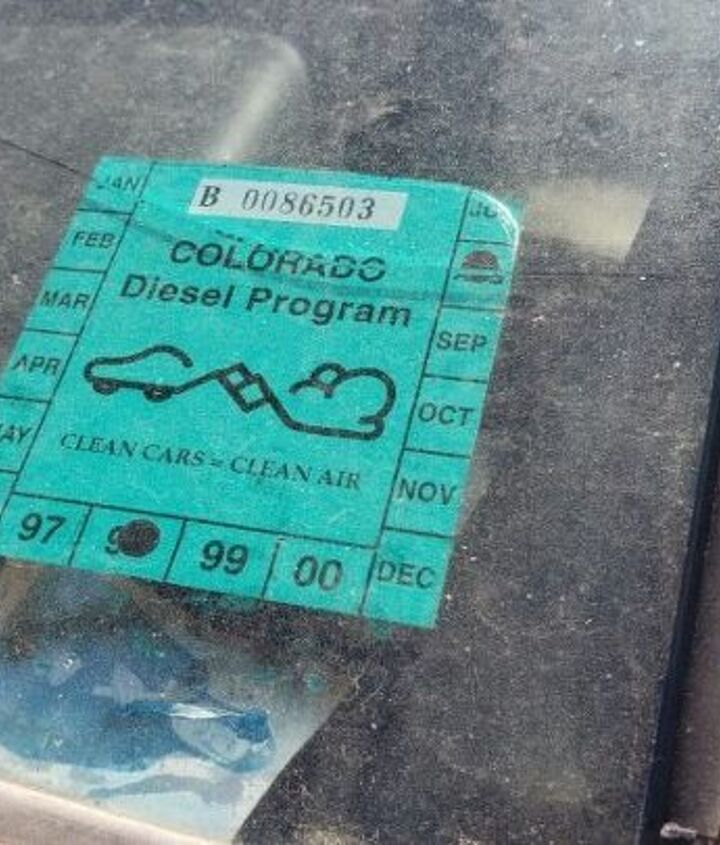 B 0086503
COLORADO
Diesel Program
CLEAN CARS = CLEAN AIR
JAN
FEB
MAR
APR
SEP
OCT
NOV
DEC
97
99
00